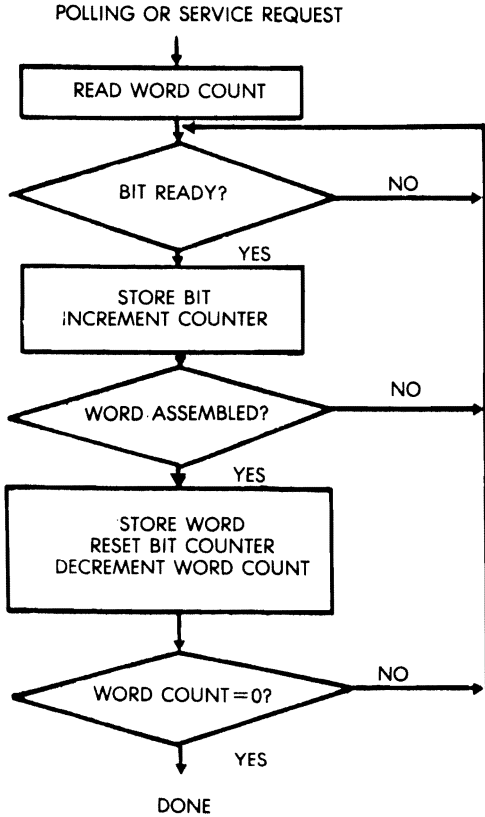 POLLING OR SERVICE REQUEST
READ WORD COUNT
BIT READY?
NO
YES
STORE BIT
INCREMENT COUNTER
WORD ASSEMBLED?
NO
YES
STORE WORD
RESET BIT COUNTER
DECREMENT WORD COUNT
WORD COUNT=0?
NO
YES
DONE